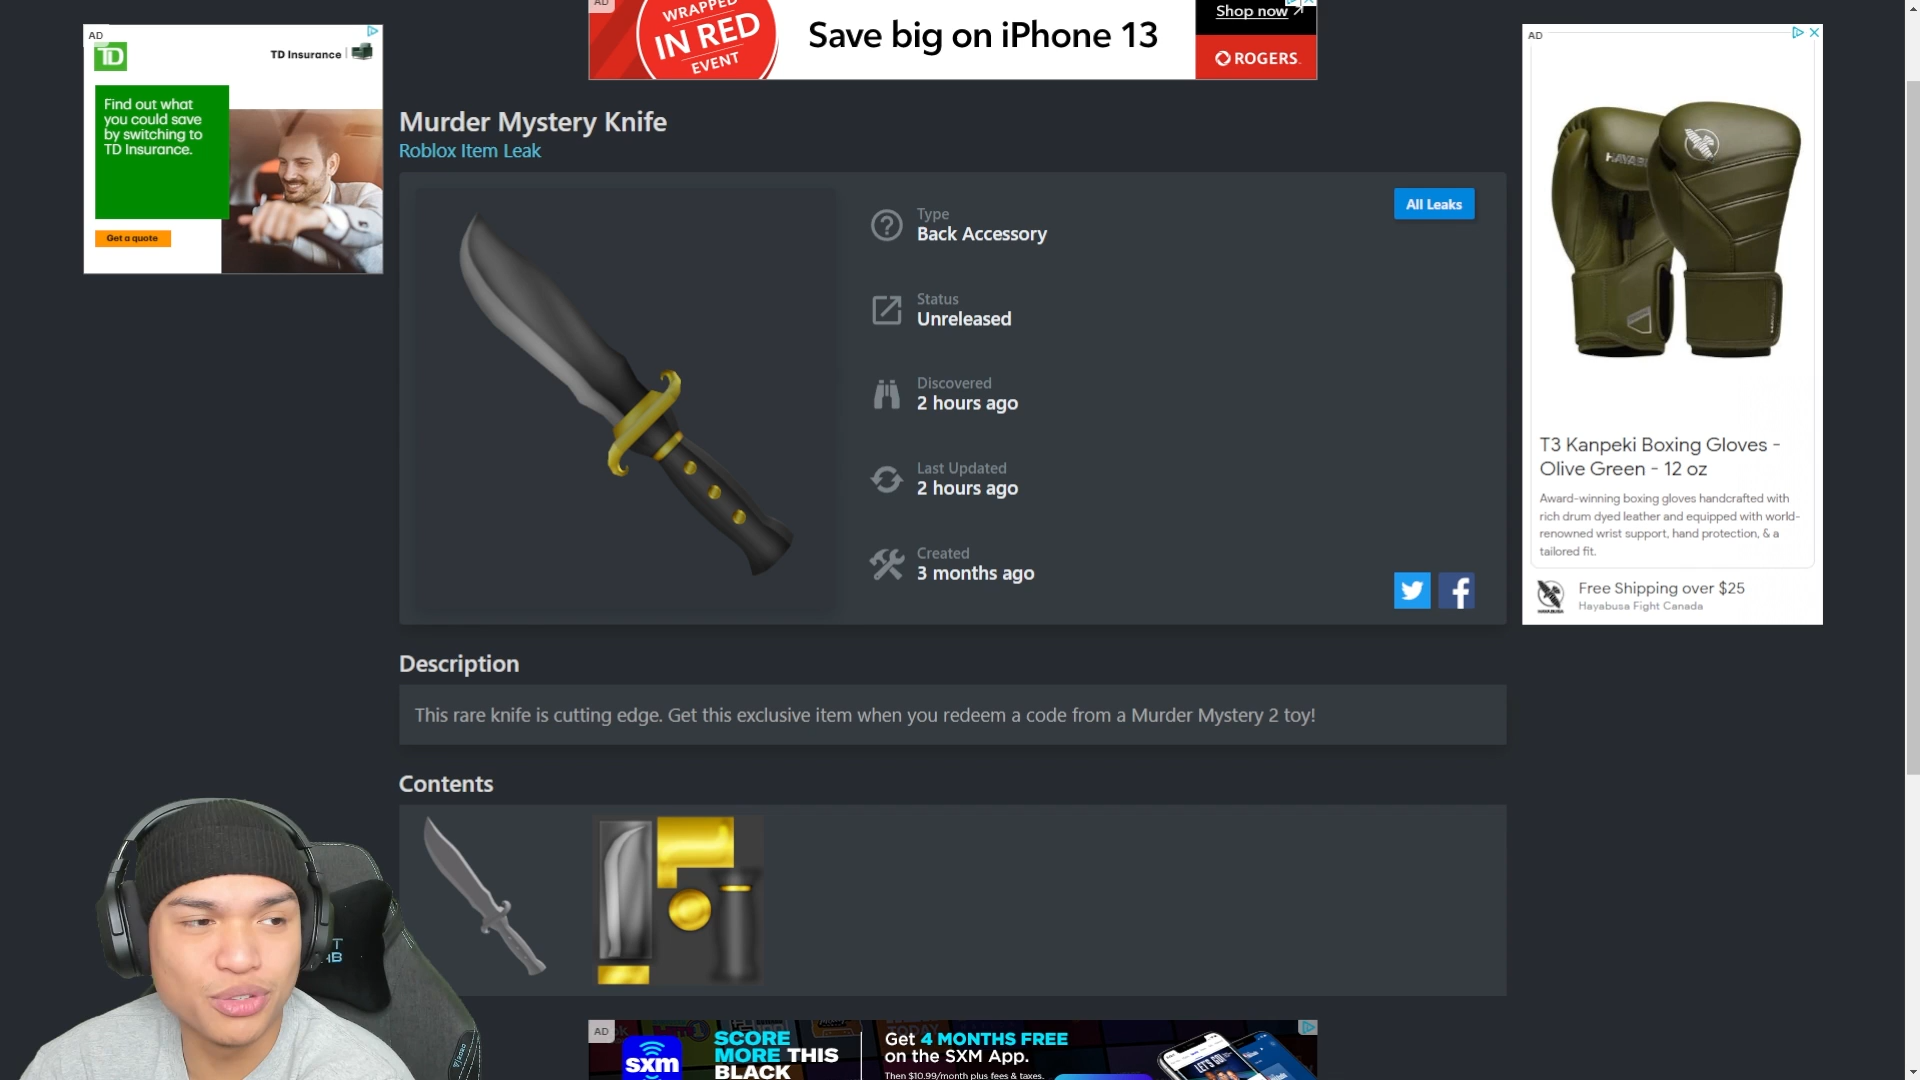 AD
TD
TD Insurance
Find out what
you could save
by switching to
TD Insurance.
Get a quote
AD
WRAPPED
IN RED
EVENT
Save big on iPhone 13
Shop now
ROGERS.
AD
Murder Mystery Knife
Roblox Item Leak
All Leaks
Type
Back Accessory
Status
Unreleased
Discovered
2 hours ago
Last Updated
2 hours ago
Created
3 months ago
T3 Kanpeki Boxing Gloves -
Olive Green - 12 oz
Award-winning boxing gloves handcrafted with
rich drum dyed leather and equipped with world-
renowned wrist support, hand protection, & a
tailored fit.
Free Shipping over $25
Hayabusa Fight Canada
Description
This rare knife is cutting edge. Get this exclusive item when you redeem a code from a Murder Mystery 2 toy!
Contents
AD
sxm
SCORE
MORE THIS
BLACK
Get 4 MONTHS FREE
on the SXM App.
Then $10.99/month plus fees & taxes.
LET'S GO!